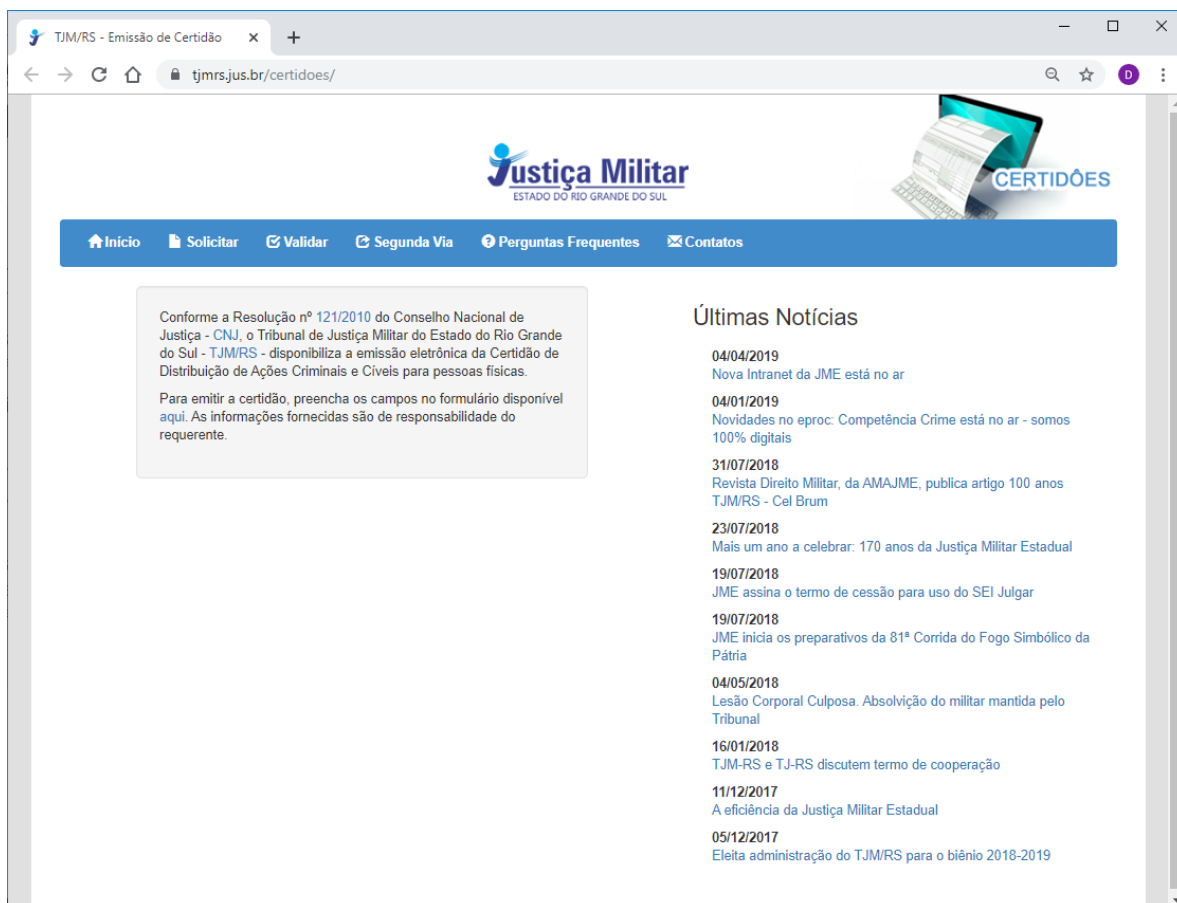 TJM/RS - Emissão de Certidão
tjmrs.jus.br/certidoes/
D
Justiça Militar
ESTADO DO RIO GRANDE DO SUL
CERTIDÔES
Início Solicitar Validar Segunda Via Perguntas Frequentes Contatos
Conforme a Resolução nº 121/2010 do Conselho Nacional de
Justiça - CNJ, o Tribunal de Justiça Militar do Estado do Rio Grande
do Sul - TJM/RS - disponibiliza a emissão eletrônica da Certidão de
Distribuição de Ações Criminais e Cíveis para pessoas físicas.
Para emitir a certidão, preencha os campos no formulário disponível
aqui. As informações fornecidas são de responsabilidade do
requerente.
Últimas Notícias
04/04/2019
Nova Intranet da JME está no ar
04/01/2019
Novidades no eproc: Competência Crime está no ar - somos
100% digitais
31/07/2018
Revista Direito Militar, da AMAJME, publica artigo 100 anos
TJM/RS - Cel Brum
23/07/2018
Mais um ano a celebrar: 170 anos da Justiça Militar Estadual
19/07/2018
JME assina o termo de cessão para uso do SEI Julgar
19/07/2018
JME inicia os preparativos da 81ª Corrida do Fogo Simbólico da
Pátria
04/05/2018
Lesão Corporal Culposa. Absolvição do militar mantida pelo
Tribunal
16/01/2018
TJM-RS e TJ-RS discutem termo de cooperação
11/12/2017
A eficiência da Justiça Militar Estadual
05/12/2017
Eleita administração do TJM/RS para o biênio 2018-2019